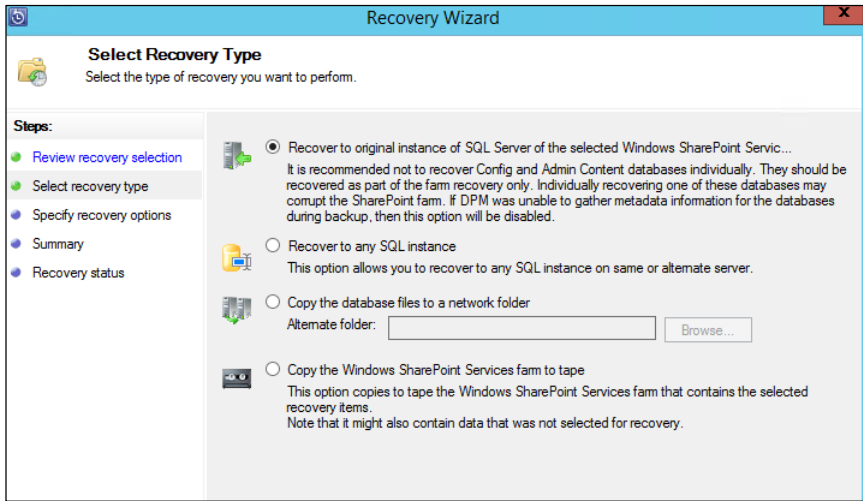 Recovery Wizard
x
Select Recovery Type
Select the type of recovery you want to perform.
Steps:
Review recovery selection
Select recovery type
Specify recovery options
Summary
Recovery status
Recover to original instance of SQL Server of the selected Windows SharePoint Servic...
It is recommended not to recover Config and Admin Content databases individually. They should be
recovered as part of the farm recovery only. Individually recovering one of these databases may
corrupt the SharePoint farm. If DPM was unable to gather metadata information for the databases
during backup, then this option will be disabled.
Recover to any SQL instance
This option allows you to recover to any SQL instance on same or alternate server.
Copy the database files to a network folder
Alternate folder:
Browse...
Copy the Windows SharePoint Services farm to tape
This option copies to tape the Windows SharePoint Services farm that contains the selected
recovery items.
Note that it might also contain data that was not selected for recovery.